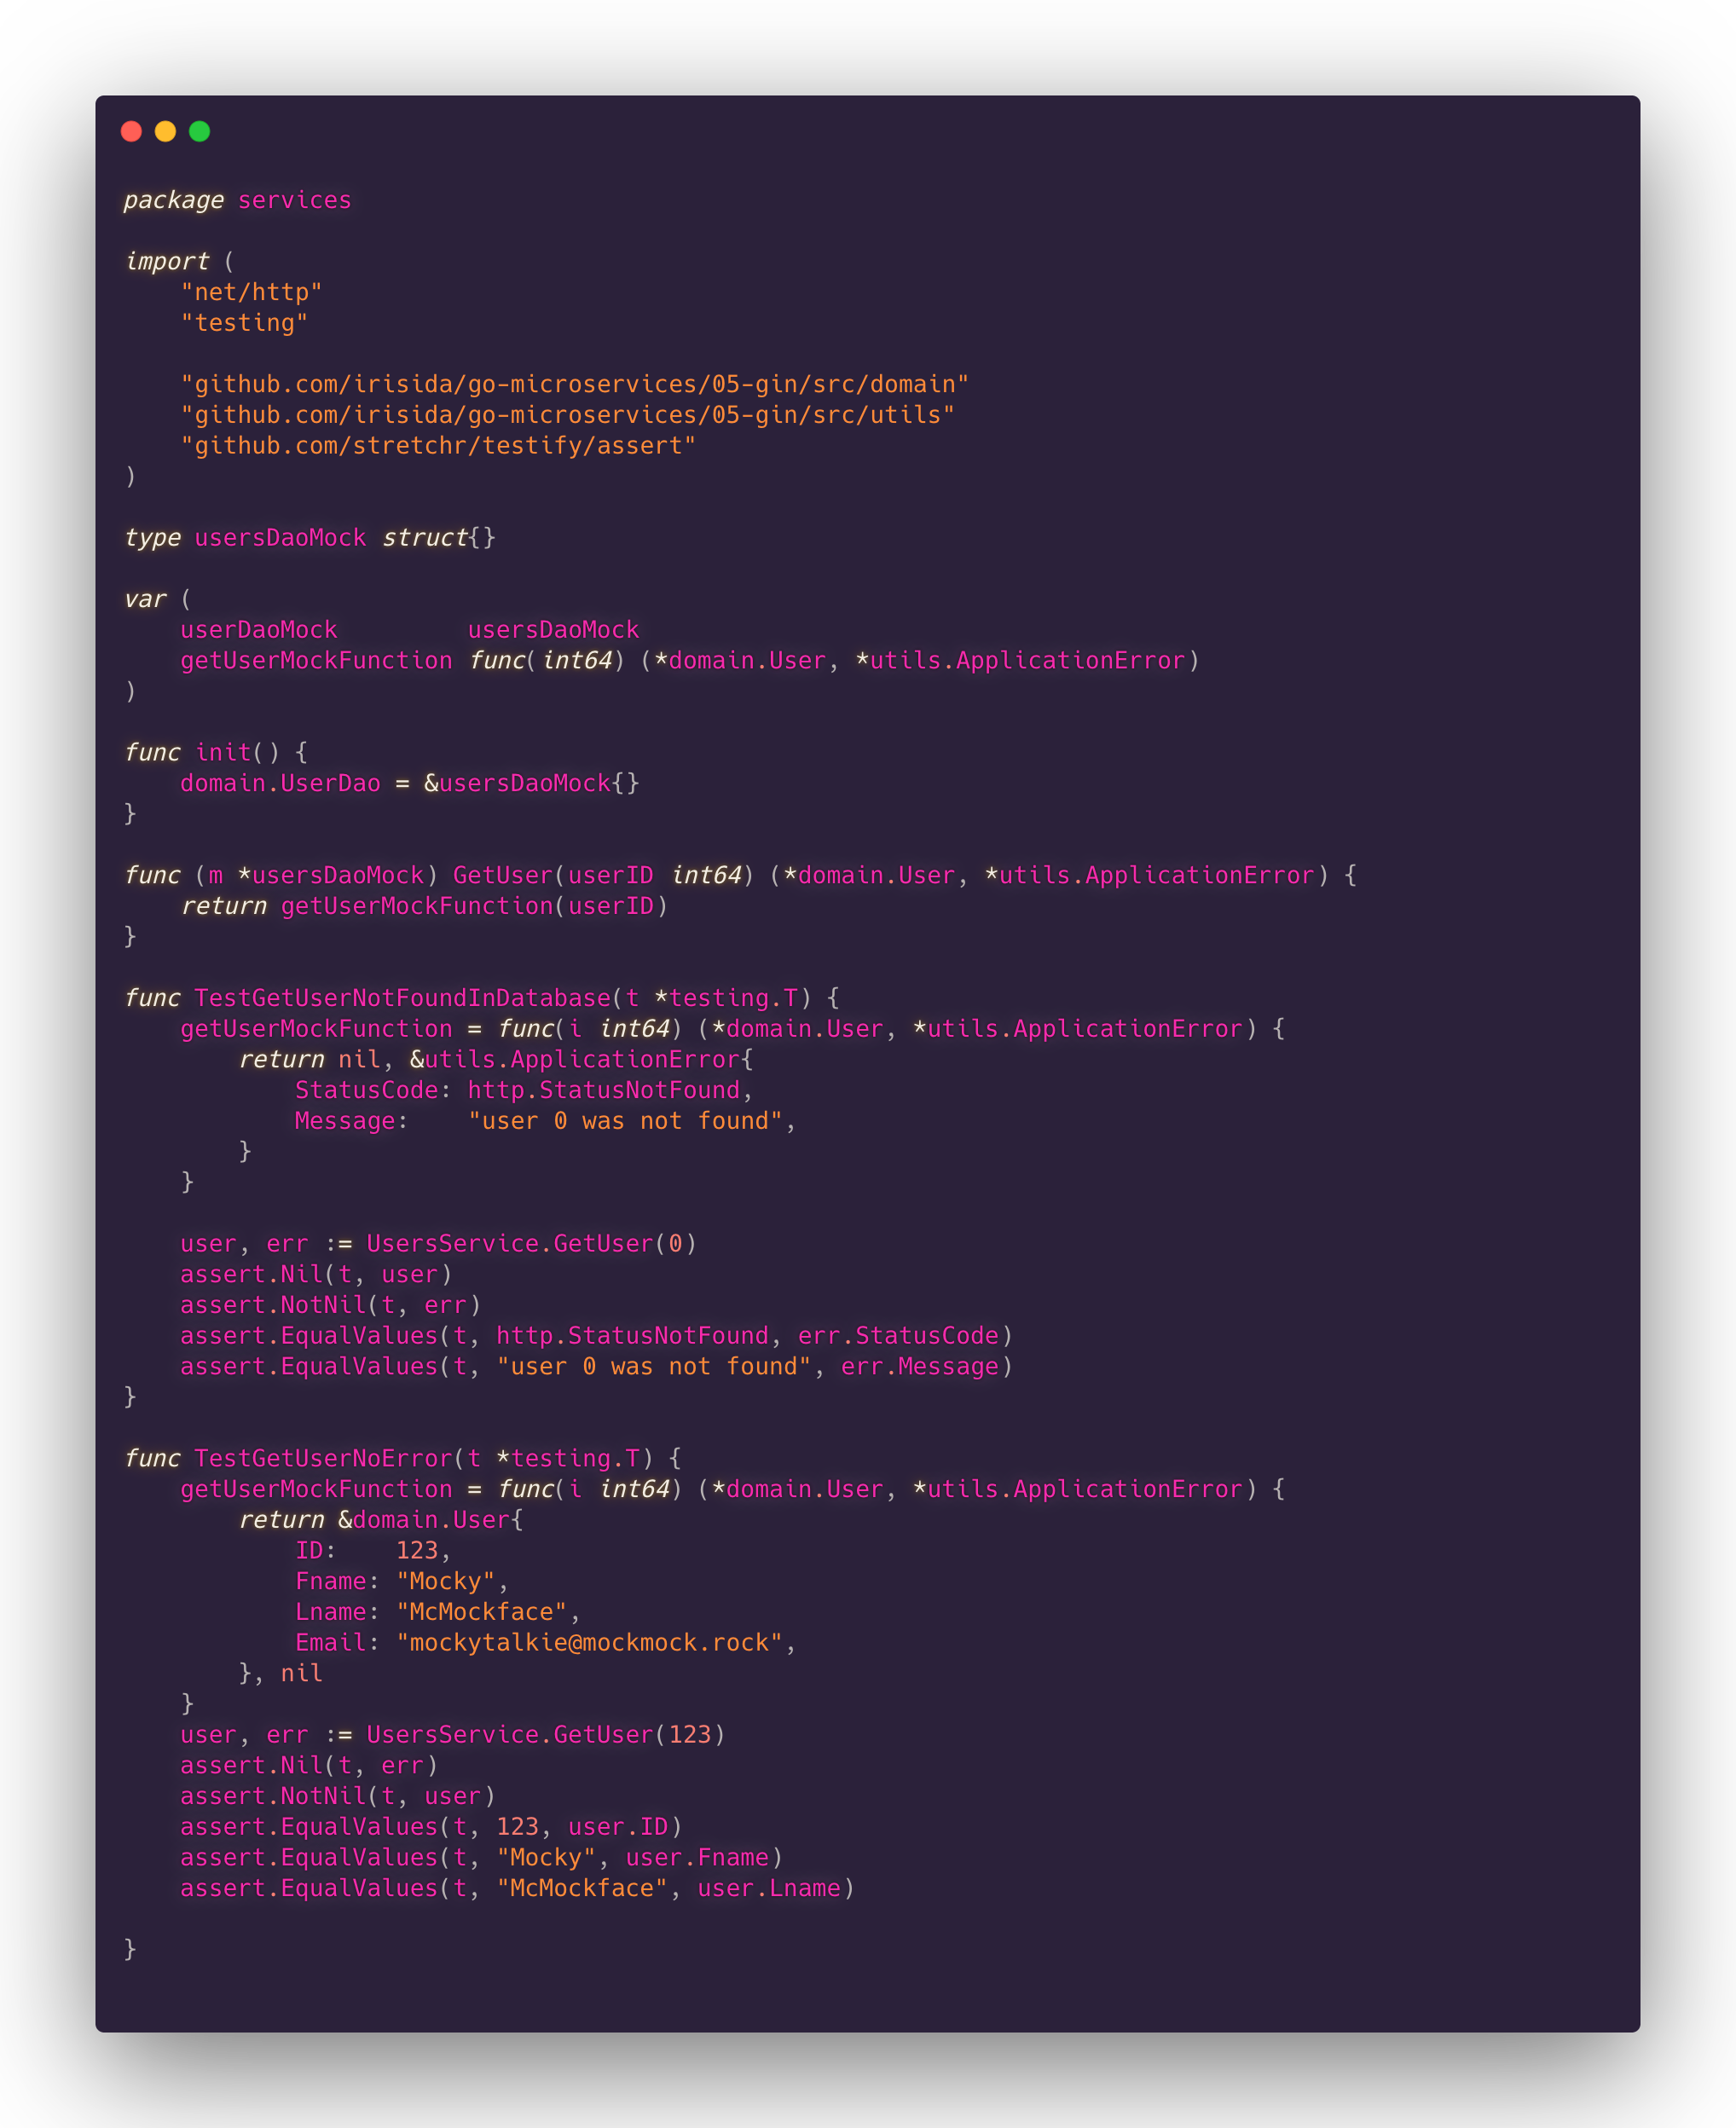 package services

import (
    "net/http"
    "testing"

    "github.com/irisida/go-microservices/05-gin/src/domain"
    "github.com/irisida/go-microservices/05-gin/src/utils"
    "github.com/stretchr/testify/assert"
)

type usersDaoMock struct{}

var (
    userDaoMock         usersDaoMock
    getUserMockFunction func(int64) (*domain.User, *utils.ApplicationError)
)

func init() {
    domain.UserDao = &usersDaoMock{}
}

func (m *usersDaoMock) GetUser(userID int64) (*domain.User, *utils.ApplicationError) {
    return getUserMockFunction(userID)
}

func TestGetUserNotFoundInDatabase(t *testing.T) {
    getUserMockFunction = func(i int64) (*domain.User, *utils.ApplicationError) {
        return nil, &utils.ApplicationError{
            StatusCode: http.StatusNotFound,
            Message:    "user 0 was not found",
        }
    }

    user, err := UsersService.GetUser(0)
    assert.Nil(t, user)
    assert.NotNil(t, err)
    assert.EqualValues(t, http.StatusNotFound, err.StatusCode)
    assert.EqualValues(t, "user 0 was not found", err.Message)
}

func TestGetUserNoError(t *testing.T) {
    getUserMockFunction = func(i int64) (*domain.User, *utils.ApplicationError) {
        return &domain.User{
            ID:    123,
            Fname: "Mocky",
            Lname: "McMockface",
            Email: "mockytalkie@mockmock.rock",
        }, nil
    }
    user, err := UsersService.GetUser(123)
    assert.Nil(t, err)
    assert.NotNil(t, user)
    assert.EqualValues(t, 123, user.ID)
    assert.EqualValues(t, "Mocky", user.Fname)
    assert.EqualValues(t, "McMockface", user.Lname)

}